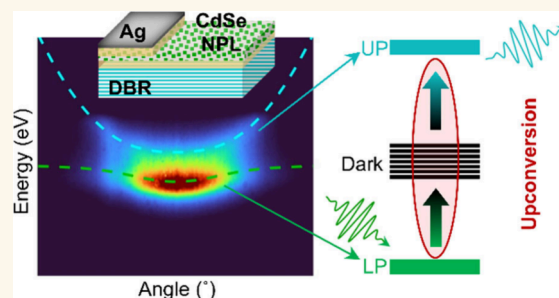 Ag
CdSe
NPL
DBR
Energy (eV)
Angle (°)
UP
Dark
LP
Upconversion